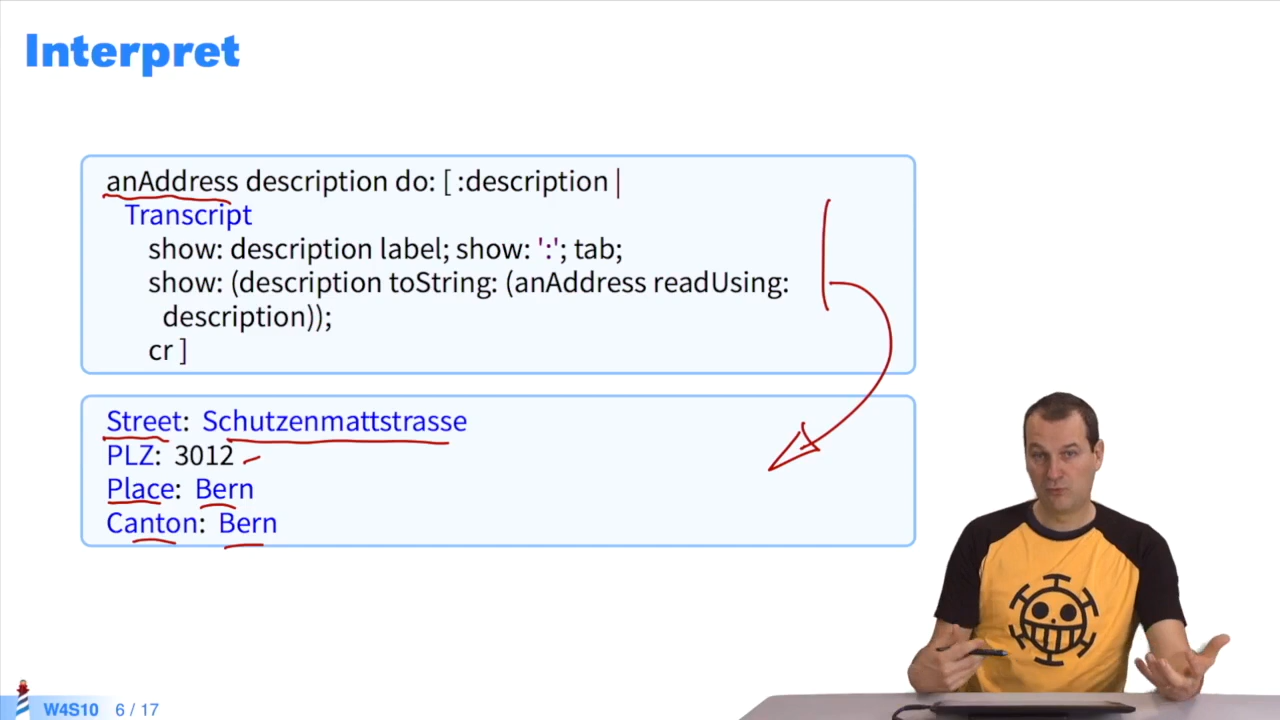 Interpret
anAddress description do: [ :description |
Transcript
show: description label; show: ':'; tab;
show: (description toString: (anAddress readUsing:
description));
cr ]
Street: Schutzenmattstrasse
PLZ: 3012
Place: Bern
Canton: Bern
W4S10 6 / 17